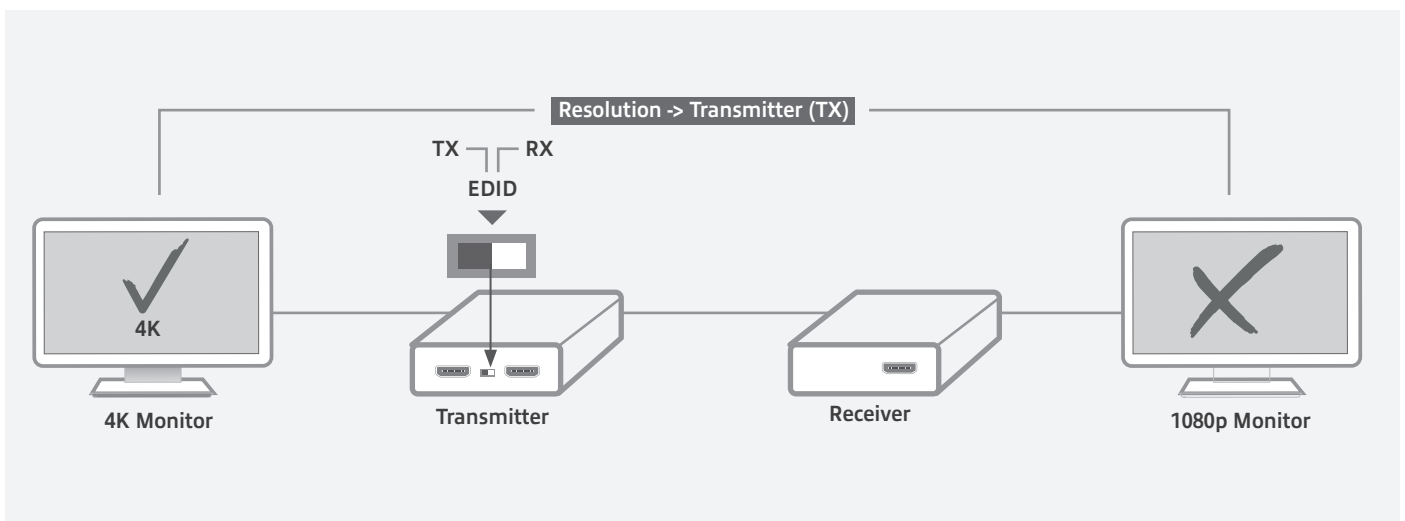 Resolution -> Transmitter (TX)
TX RX
EDID
4K
4K Monitor
Transmitter
Receiver
1080p Monitor